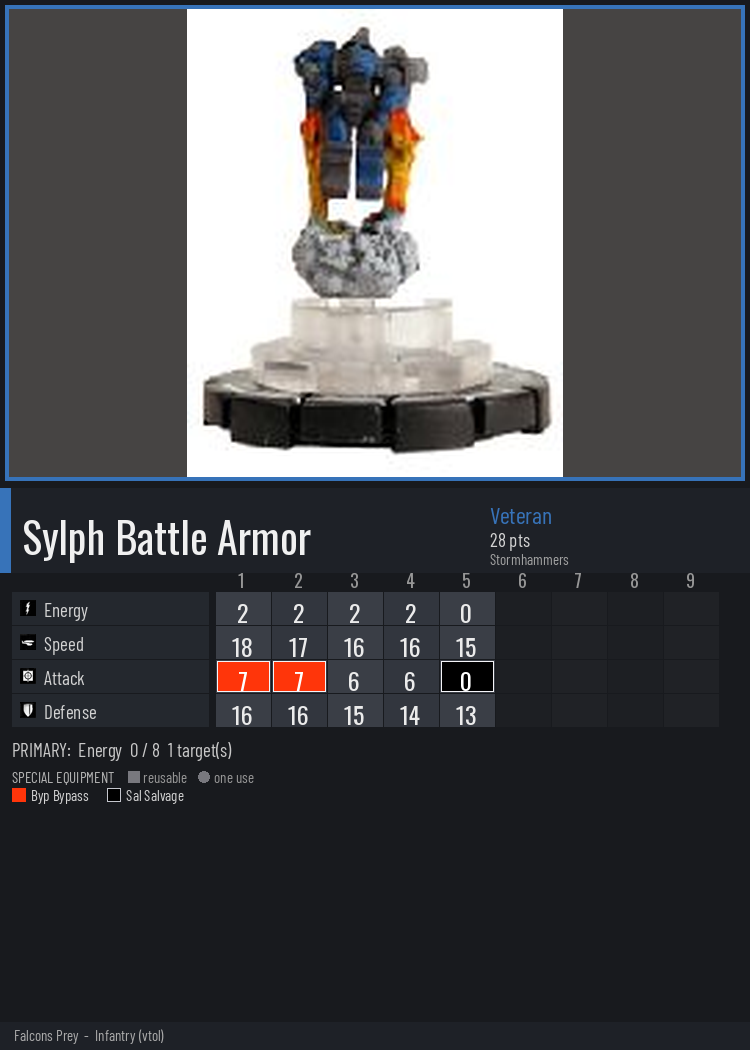 Sylph Battle Armor
Veteran
28 pts
Stormhammers
1 2 3 4 5 6 7 8 9
Energy 2 2 2 2 0
Speed 18 17 16 16 15
Attack 7 7 6 6 0
Defense 16 16 15 14 13
PRIMARY: Energy 0 / 8 1 target(s)
SPECIAL EQUIPMENT reusable one use
Byp Bypass Sal Salvage
Falcons Prey - Infantry (vtol)